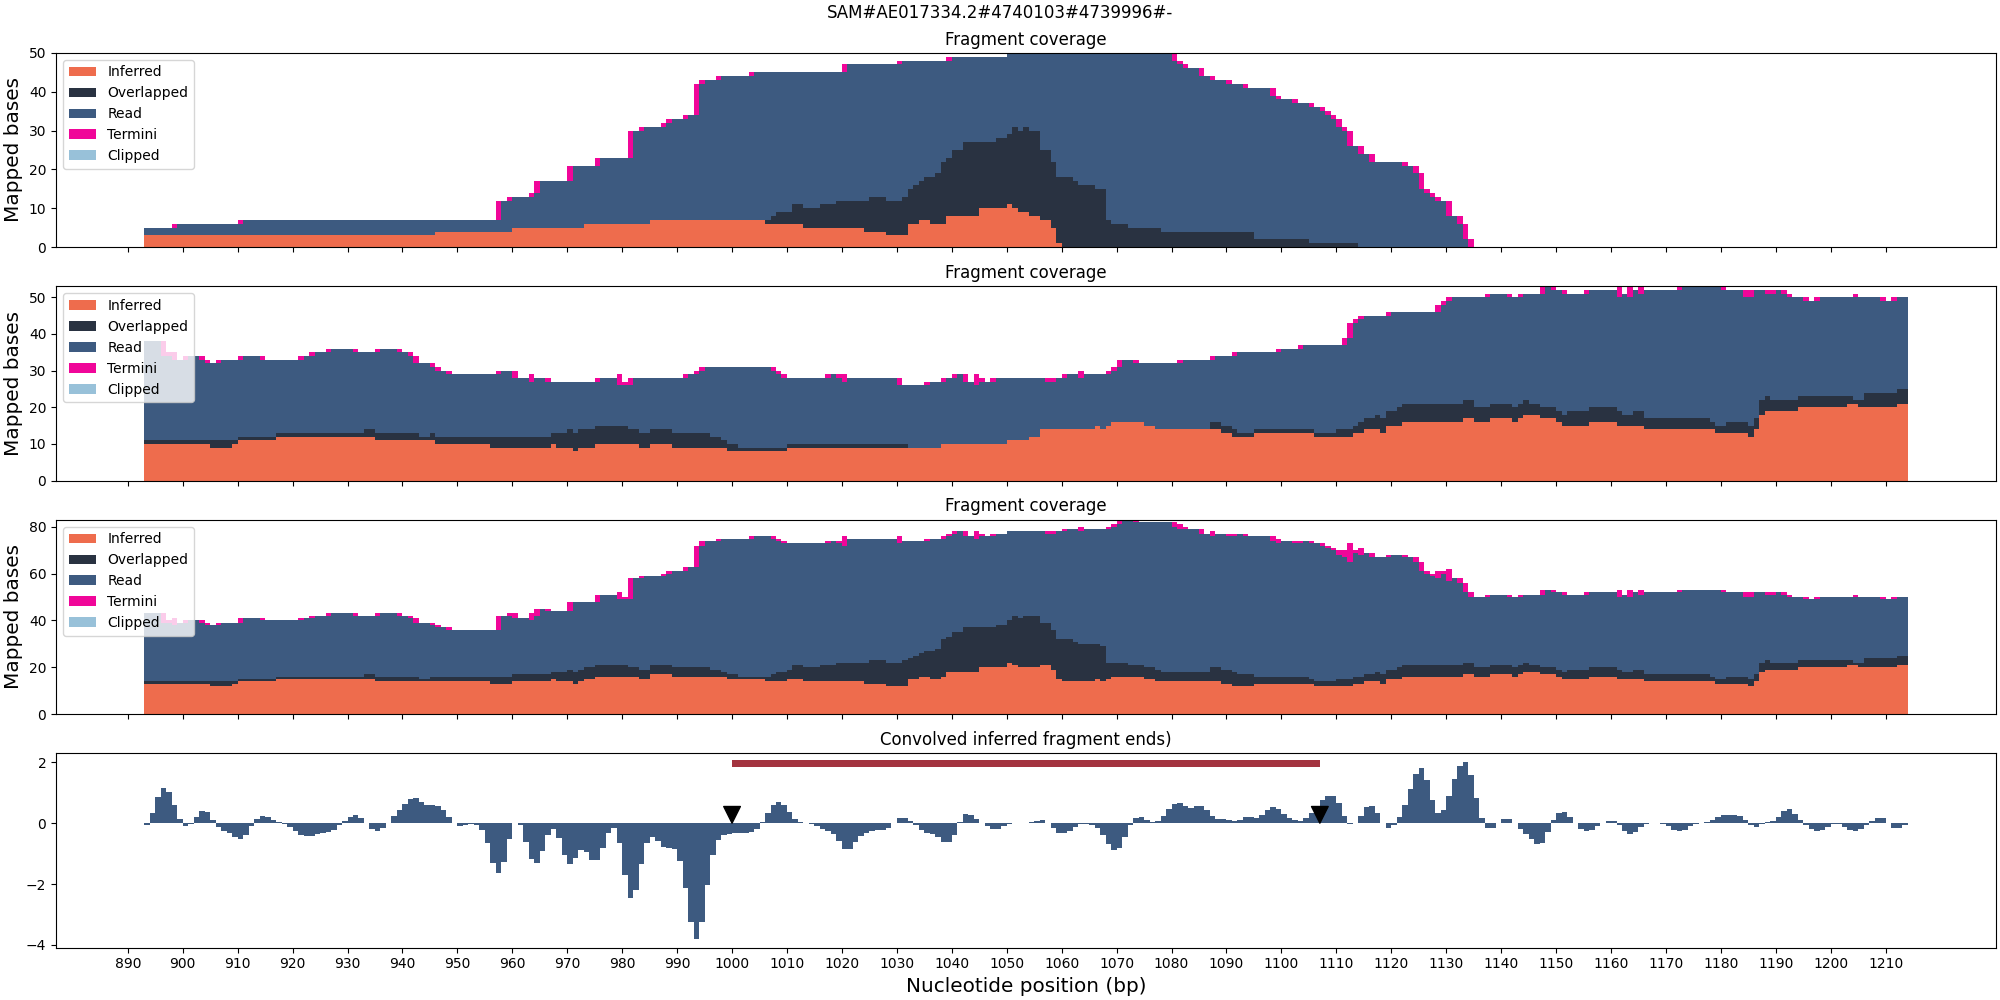 SAM#AE017334.2#4740103#4739996#-
Fragment coverage
Mapped bases
50
40
30
20
10
0
Inferred
Overlapped
Read
Termini
Clipped
Fragment coverage
Mapped bases
50
40
30
20
10
0
Inferred
Overlapped
Read
Termini
Clipped
Fragment coverage
Mapped bases
80
60
40
20
0
Inferred
Overlapped
Read
Termini
Clipped
Convolved inferred fragment ends)
2
0
−2
−4
890 900 910 920 930 940 950 960 970 980 990 1000 1010 1020 1030 1040 1050 1060 1070 1080 1090 1100 1110 1120 1130 1140 1150 1160 1170 1180 1190 1200 1210
Nucleotide position (bp)